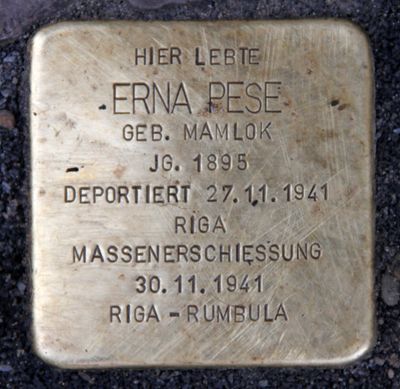 HIER LEBTE
ERNA PESE
GEB. MAMLOK
JG. 1895
DEPORTIERT 27.11.1941
RIGA
MASSENERSCHIESSUNG
30.11.1941
RIGA – RUMBULA